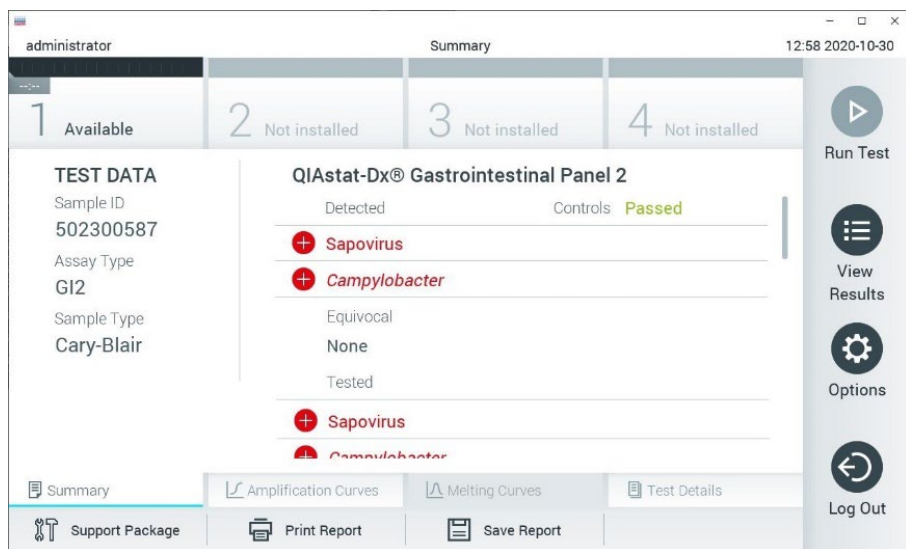 administrator Summary 12:58 2020-10-30
--:--
1 Available 2 Not installed 3 Not installed 4 Not installed
Run Test
TEST DATA
Sample ID
502300587
Assay Type
GI2
Sample Type
Cary-Blair
QIAstat-Dx® Gastrointestinal Panel 2
Detected Controls Passed
Sapovirus
Campylobacter
Equivocal
None
Tested
Sapovirus
Campylobacter
View
Results
Options
Log Out
Summary Amplification Curves Melting Curves Test Details
Support Package Print Report Save Report